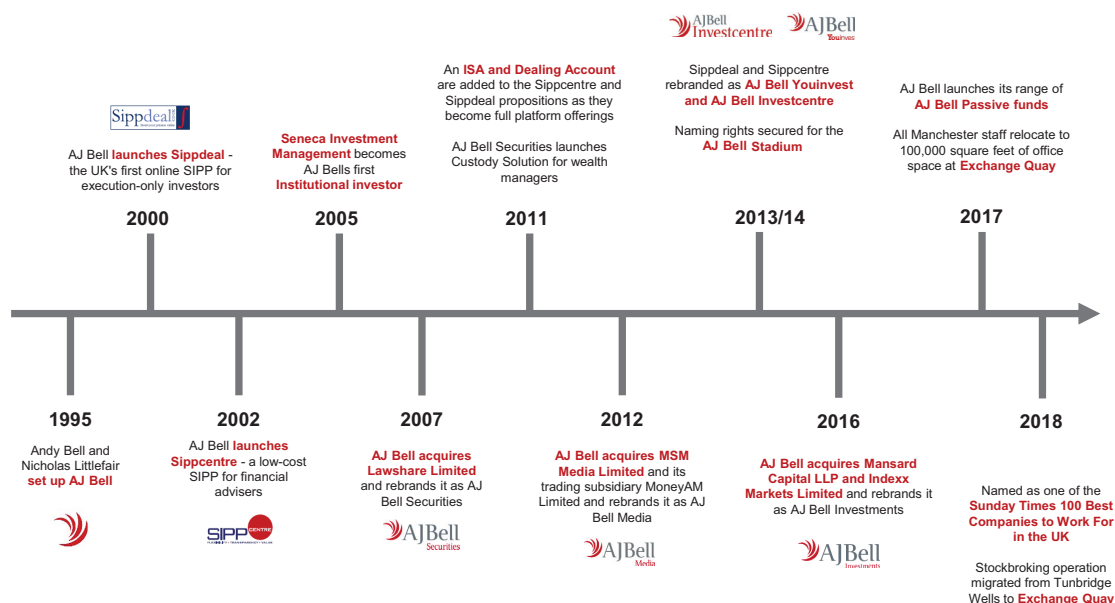 Sippdeal
AJ Bell launches Sippdeal -
the UK's first online SIPP for
execution-only investors
2000
Seneca Investment
Management becomes
AJ Bells first
Institutional investor
2005
An ISA and Dealing Account
are added to the Sippcentre and
Sippdeal propositions as they
become full platform offerings
AJ Bell Securities launches
Custody Solution for wealth
managers
2011
AJBell
Investcentre
AJBell
Youinvest
Sippdeal and Sippcentre
rebranded as AJ Bell Youinvest
and AJ Bell Investcentre
Naming rights secured for the
AJ Bell Stadium
2013/14
AJ Bell launches its range of
AJ Bell Passive funds
All Manchester staff relocate to
100,000 square feet of office
space at Exchange Quay
2017
1995
Andy Bell and
Nicholas Littlefair
set up AJ Bell
2002
AJ Bell launches
Sippcentre - a low-cost
SIPP for financial
advisers
SIPP CENTRE
2007
AJ Bell acquires
Lawshare Limited
and rebrands it as AJ
Bell Securities
AJBell
Securities
2012
AJ Bell acquires MSM
Media Limited and its
trading subsidiary MoneyAM
Limited and rebrands it as AJ
Bell Media
AJBell
Media
2016
AJ Bell acquires Mansard
Capital LLP and Indexx
Markets Limited and rebrands it
as AJ Bell Investments
AJBell
Investments
2018
Named as one of the
Sunday Times 100 Best
Companies to Work For
in the UK
Stockbroking operation
migrated from Tunbridge
Wells to Exchange Quay